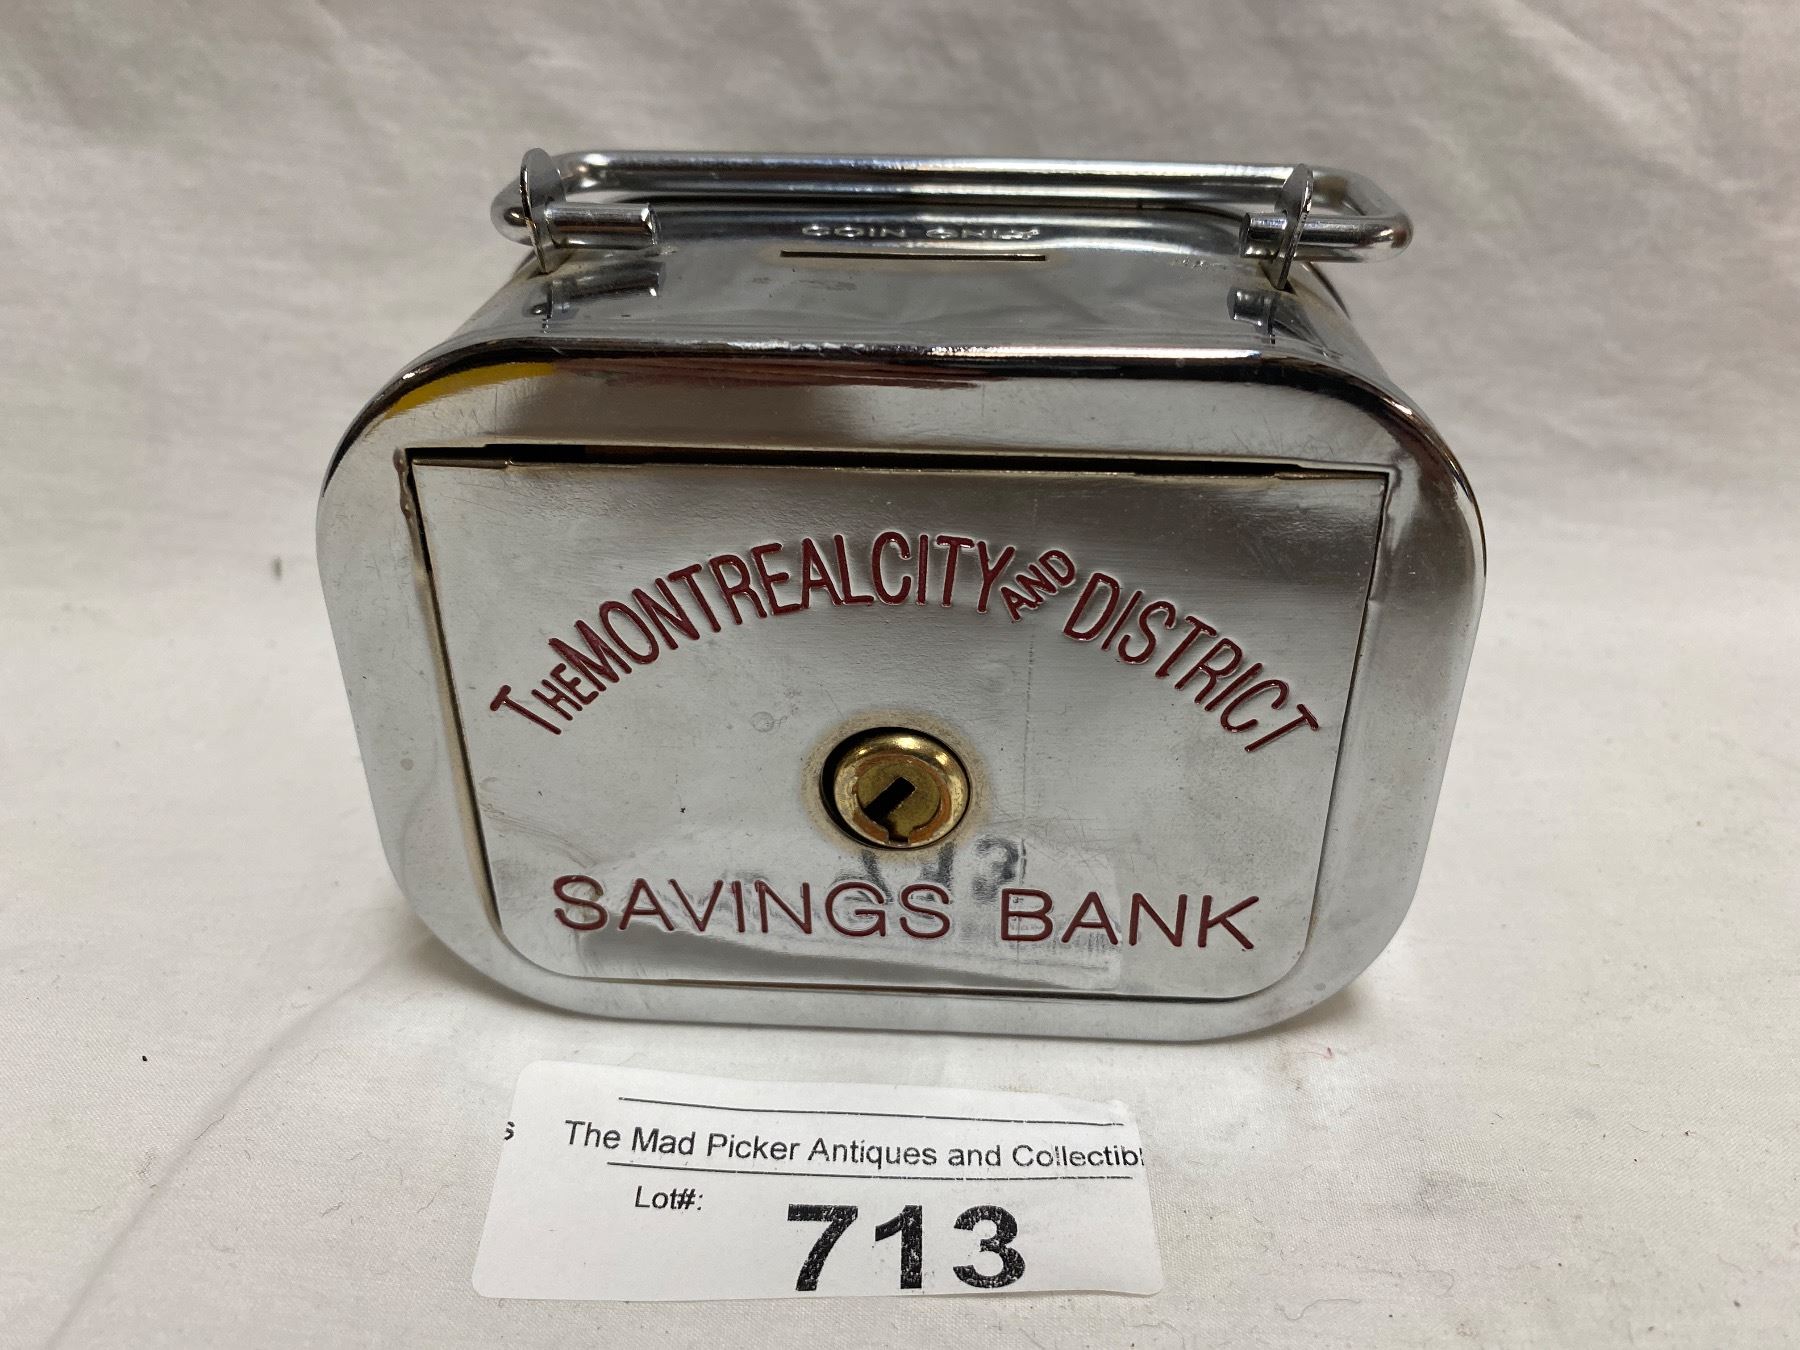 COIN ONLY
THE MONTREAL CITY AND DISTRICT
SAVINGS BANK
s The Mad Picker Antiques and Collectibl
Lot#: 713